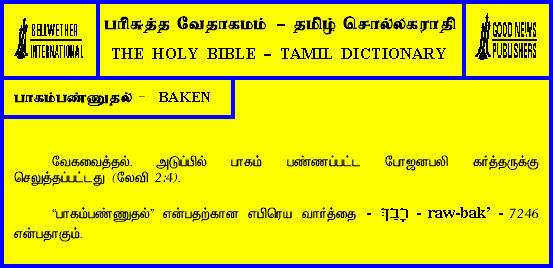 BELLWETHER
INTERNATIONAL
பரிசுத்த வேதாகமம் – தமிழ் சொல்லகராதி
THE HOLY BIBLE – TAMIL DICTIONARY
GOOD NEWS
PUBLISHERS
பாகம்பண்ணுதல் – BAKEN
வேகவைத்தல். அடுப்பில் பாகம் பண்ணப்பட்ட போஜனபலி கர்த்தருக்கு
செலுத்தப்பட்டது (லேவி 2:4).
“பாகம்பண்ணுதல்” என்பதற்கான எபிரெய வார்த்தை - רָבַךְ - raw-bak’ - 7246
என்பதாகும்.